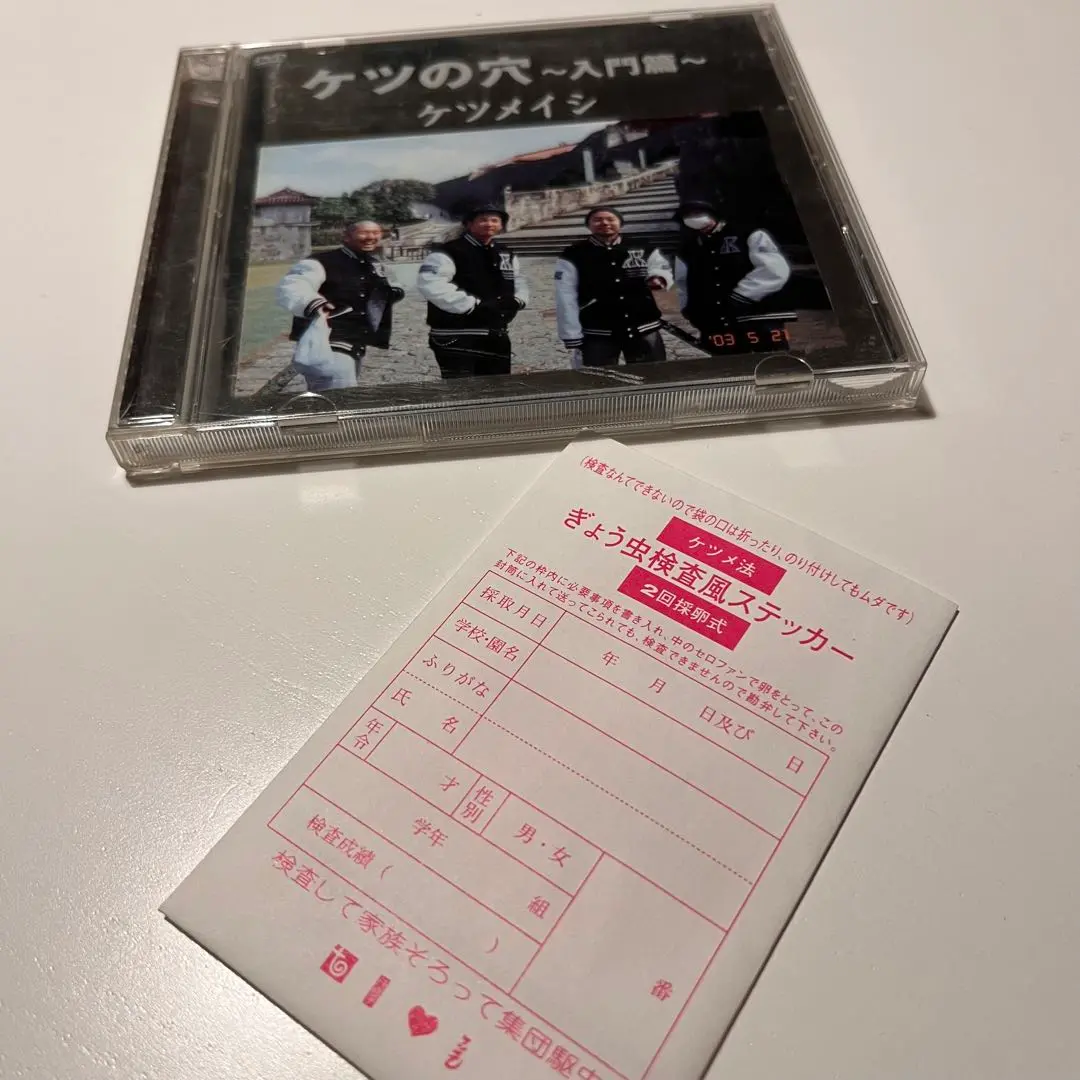 ケツの穴 ～入門篇～
ケツメイシ
K
'03 5 21
(検査なんてできないので袋の口は折ったり、のり付けしてもムダです)
ケツメ法
ぎょう虫検査風ステッカー
2回採卵式
下記の枠内に必要事項を書き入れ、中のセロファンで卵をとって、この
封筒に入れて送ってこられても、検査できませんので勘弁して下さい。
採取月日 年 月 日及び 日
学校・園名
ふりがな
氏 名
年令 才 性別 男・女
学年 組 番
検査成績( )
検査して家族そろって集団駆中